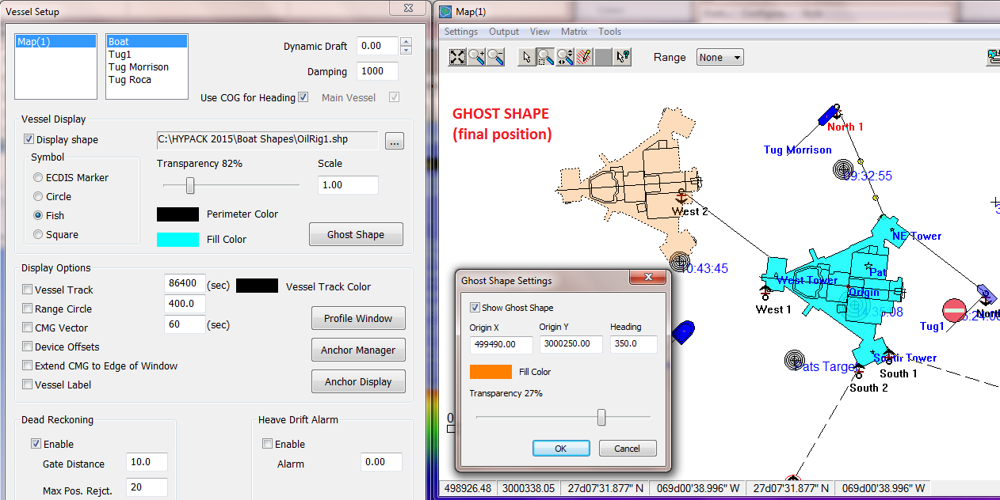 Vessel Setup
Map(1)
Boat
Tug1
Tug Morrison
Tug Roca
Dynamic Draft 0.00
Damping 1000
Use COG for Heading Main Vessel
Vessel Display
Display shape C:\HYPACK 2015\Boat Shapes\OilRig1.shp ...
Symbol
ECDIS Marker
Circle
Fish
Square
Transparency 82% Scale
1.00
Perimeter Color
Fill Color
Ghost Shape
Display Options
Vessel Track 86400 (sec) Vessel Track Color
Range Circle 400.0
CMG Vector 60 (sec)
Device Offsets
Extend CMG to Edge of Window
Vessel Label
Profile Window
Anchor Manager
Anchor Display
Dead Reckoning
Enable
Gate Distance 10.0
Max Pos. Rejct. 20
Heave Drift Alarm
Enable
Alarm 0.00
Map(1)
Settings Output View Matrix Tools
Range None
GHOST SHAPE
(final position)
North 1
Tug Morrison
09:32:55
West 2
NE Tower
10:43:45
West Tower
Pat
Origin
West 1
14:35:08
Tug1
5:24:00
North
Pats Target
South Tower
South 1
South 2
Ghost Shape Settings
Show Ghost Shape
Origin X Origin Y Heading
499490.00 3000250.00 350.0
Fill Color
Transparency 27%
OK Cancel
0
498926.48 3000338.05 27d07'31.877" N 069d00'38.996" W 27d07'31.877" N 069d00'38.996" W